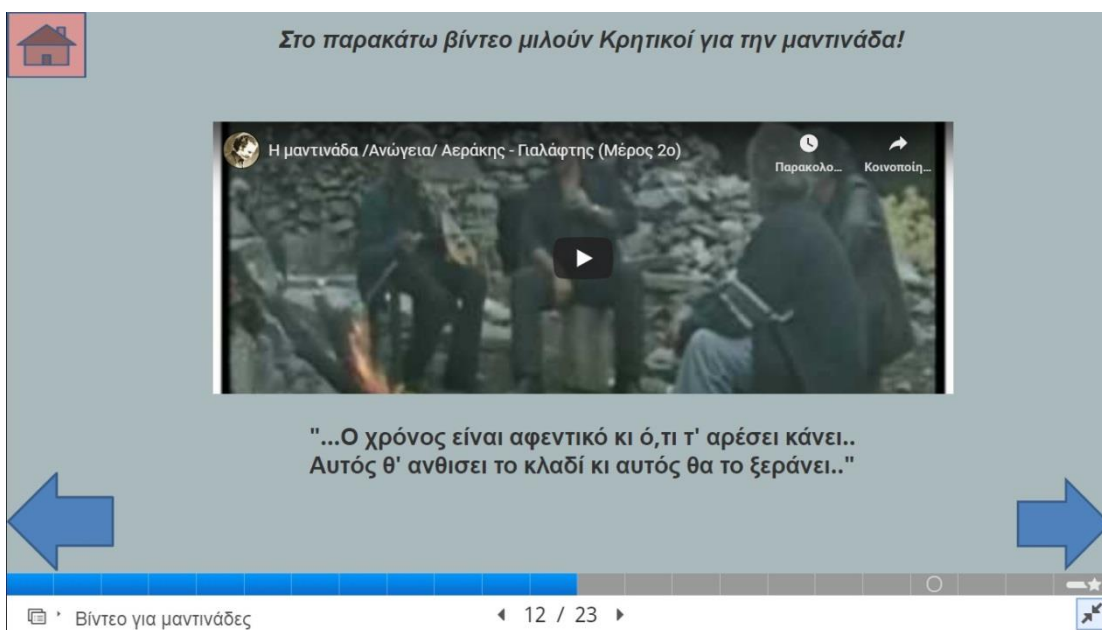 Στο παρακάτω βίντεο μιλούν Κρητικοί για την μαντινάδα!
Η μαντινάδα /Ανώγεια/ Αεράκης - Γιαλάφτης (Μέρος 2ο)
Παρακολο...
Κοινοποίη...
"...Ο χρόνος είναι αφεντικό κι ό,τι τ' αρέσει κάνει..
Αυτός θ' ανθισει το κλαδί κι αυτός θα το ξεράνει.."
Βίντεο για μαντινάδες
12 / 23